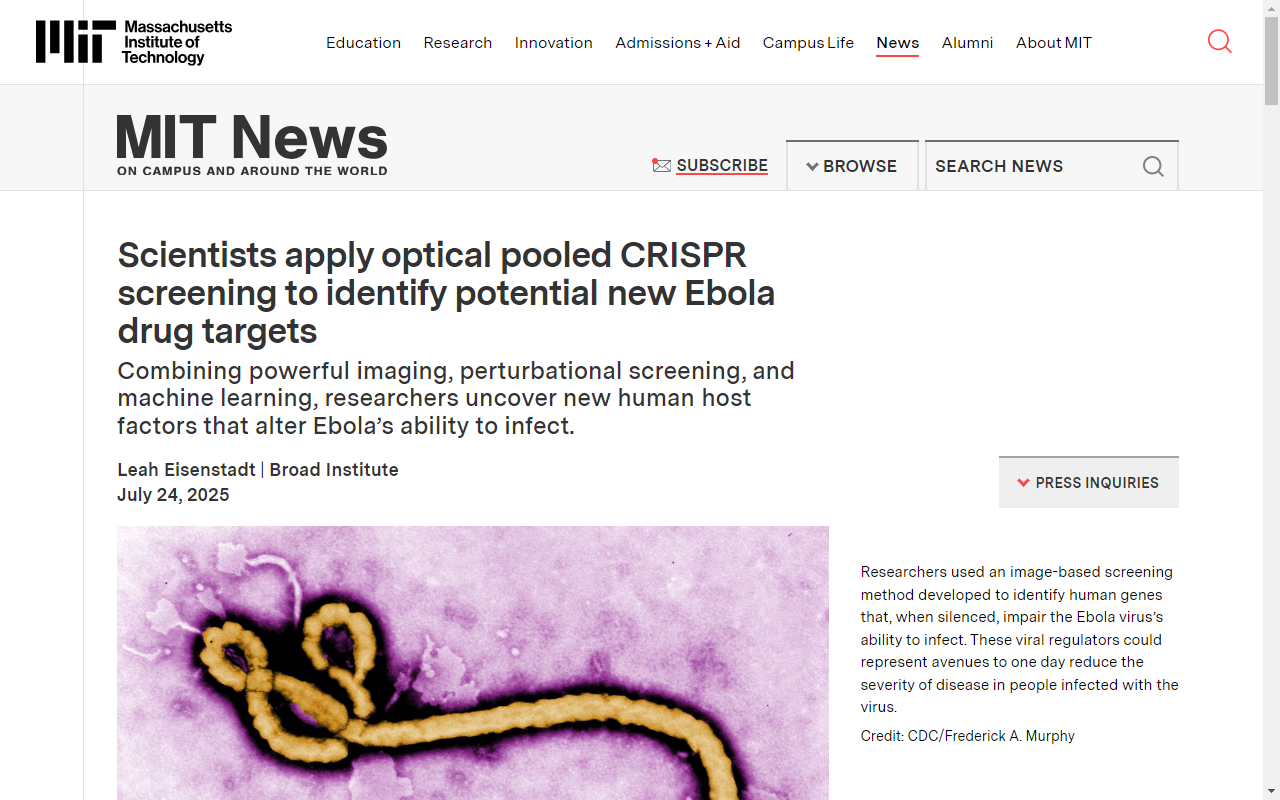 Massachusetts
Institute of
Technology
Education
Research
Innovation
Admissions + Aid
Campus Life
News
Alumni
About MIT
MIT News
ON CAMPUS AND AROUND THE WORLD
SUBSCRIBE
BROWSE
SEARCH NEWS
Scientists apply optical pooled CRISPR
screening to identify potential new Ebola
drug targets
Combining powerful imaging, perturbational screening, and
machine learning, researchers uncover new human host
factors that alter Ebola’s ability to infect.
Leah Eisenstadt | Broad Institute
July 24, 2025
PRESS INQUIRIES
Researchers used an image-based screening
method developed to identify human genes
that, when silenced, impair the Ebola virus’s
ability to infect. These viral regulators could
represent avenues to one day reduce the
severity of disease in people infected with the
virus.
Credit: CDC/Frederick A. Murphy